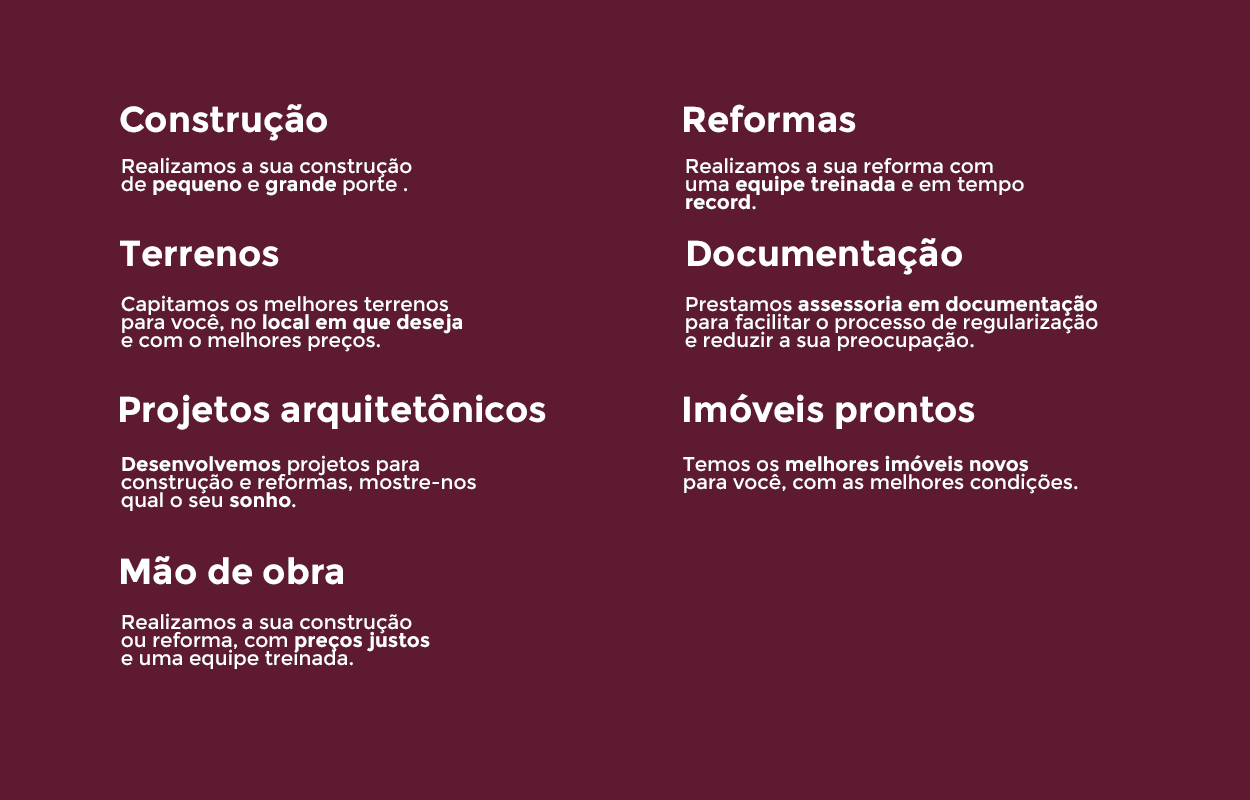 Construção
Realizamos a sua construção
de pequeno e grande porte .
Reformas
Realizamos a sua reforma com
uma equipe treinada e em tempo
record.
Terrenos
Capitamos os melhores terrenos
para você, no local em que deseja
e com o melhores preços.
Documentação
Prestamos assessoria em documentação
para facilitar o processo de regularização
e reduzir a sua preocupação.
Projetos arquitetônicos
Desenvolvemos projetos para
construção e reformas, mostre-nos
qual o seu sonho.
Imóveis prontos
Temos os melhores imóveis novos
para você, com as melhores condições.
Mão de obra
Realizamos a sua construção
ou reforma, com preços justos
e uma equipe treinada.